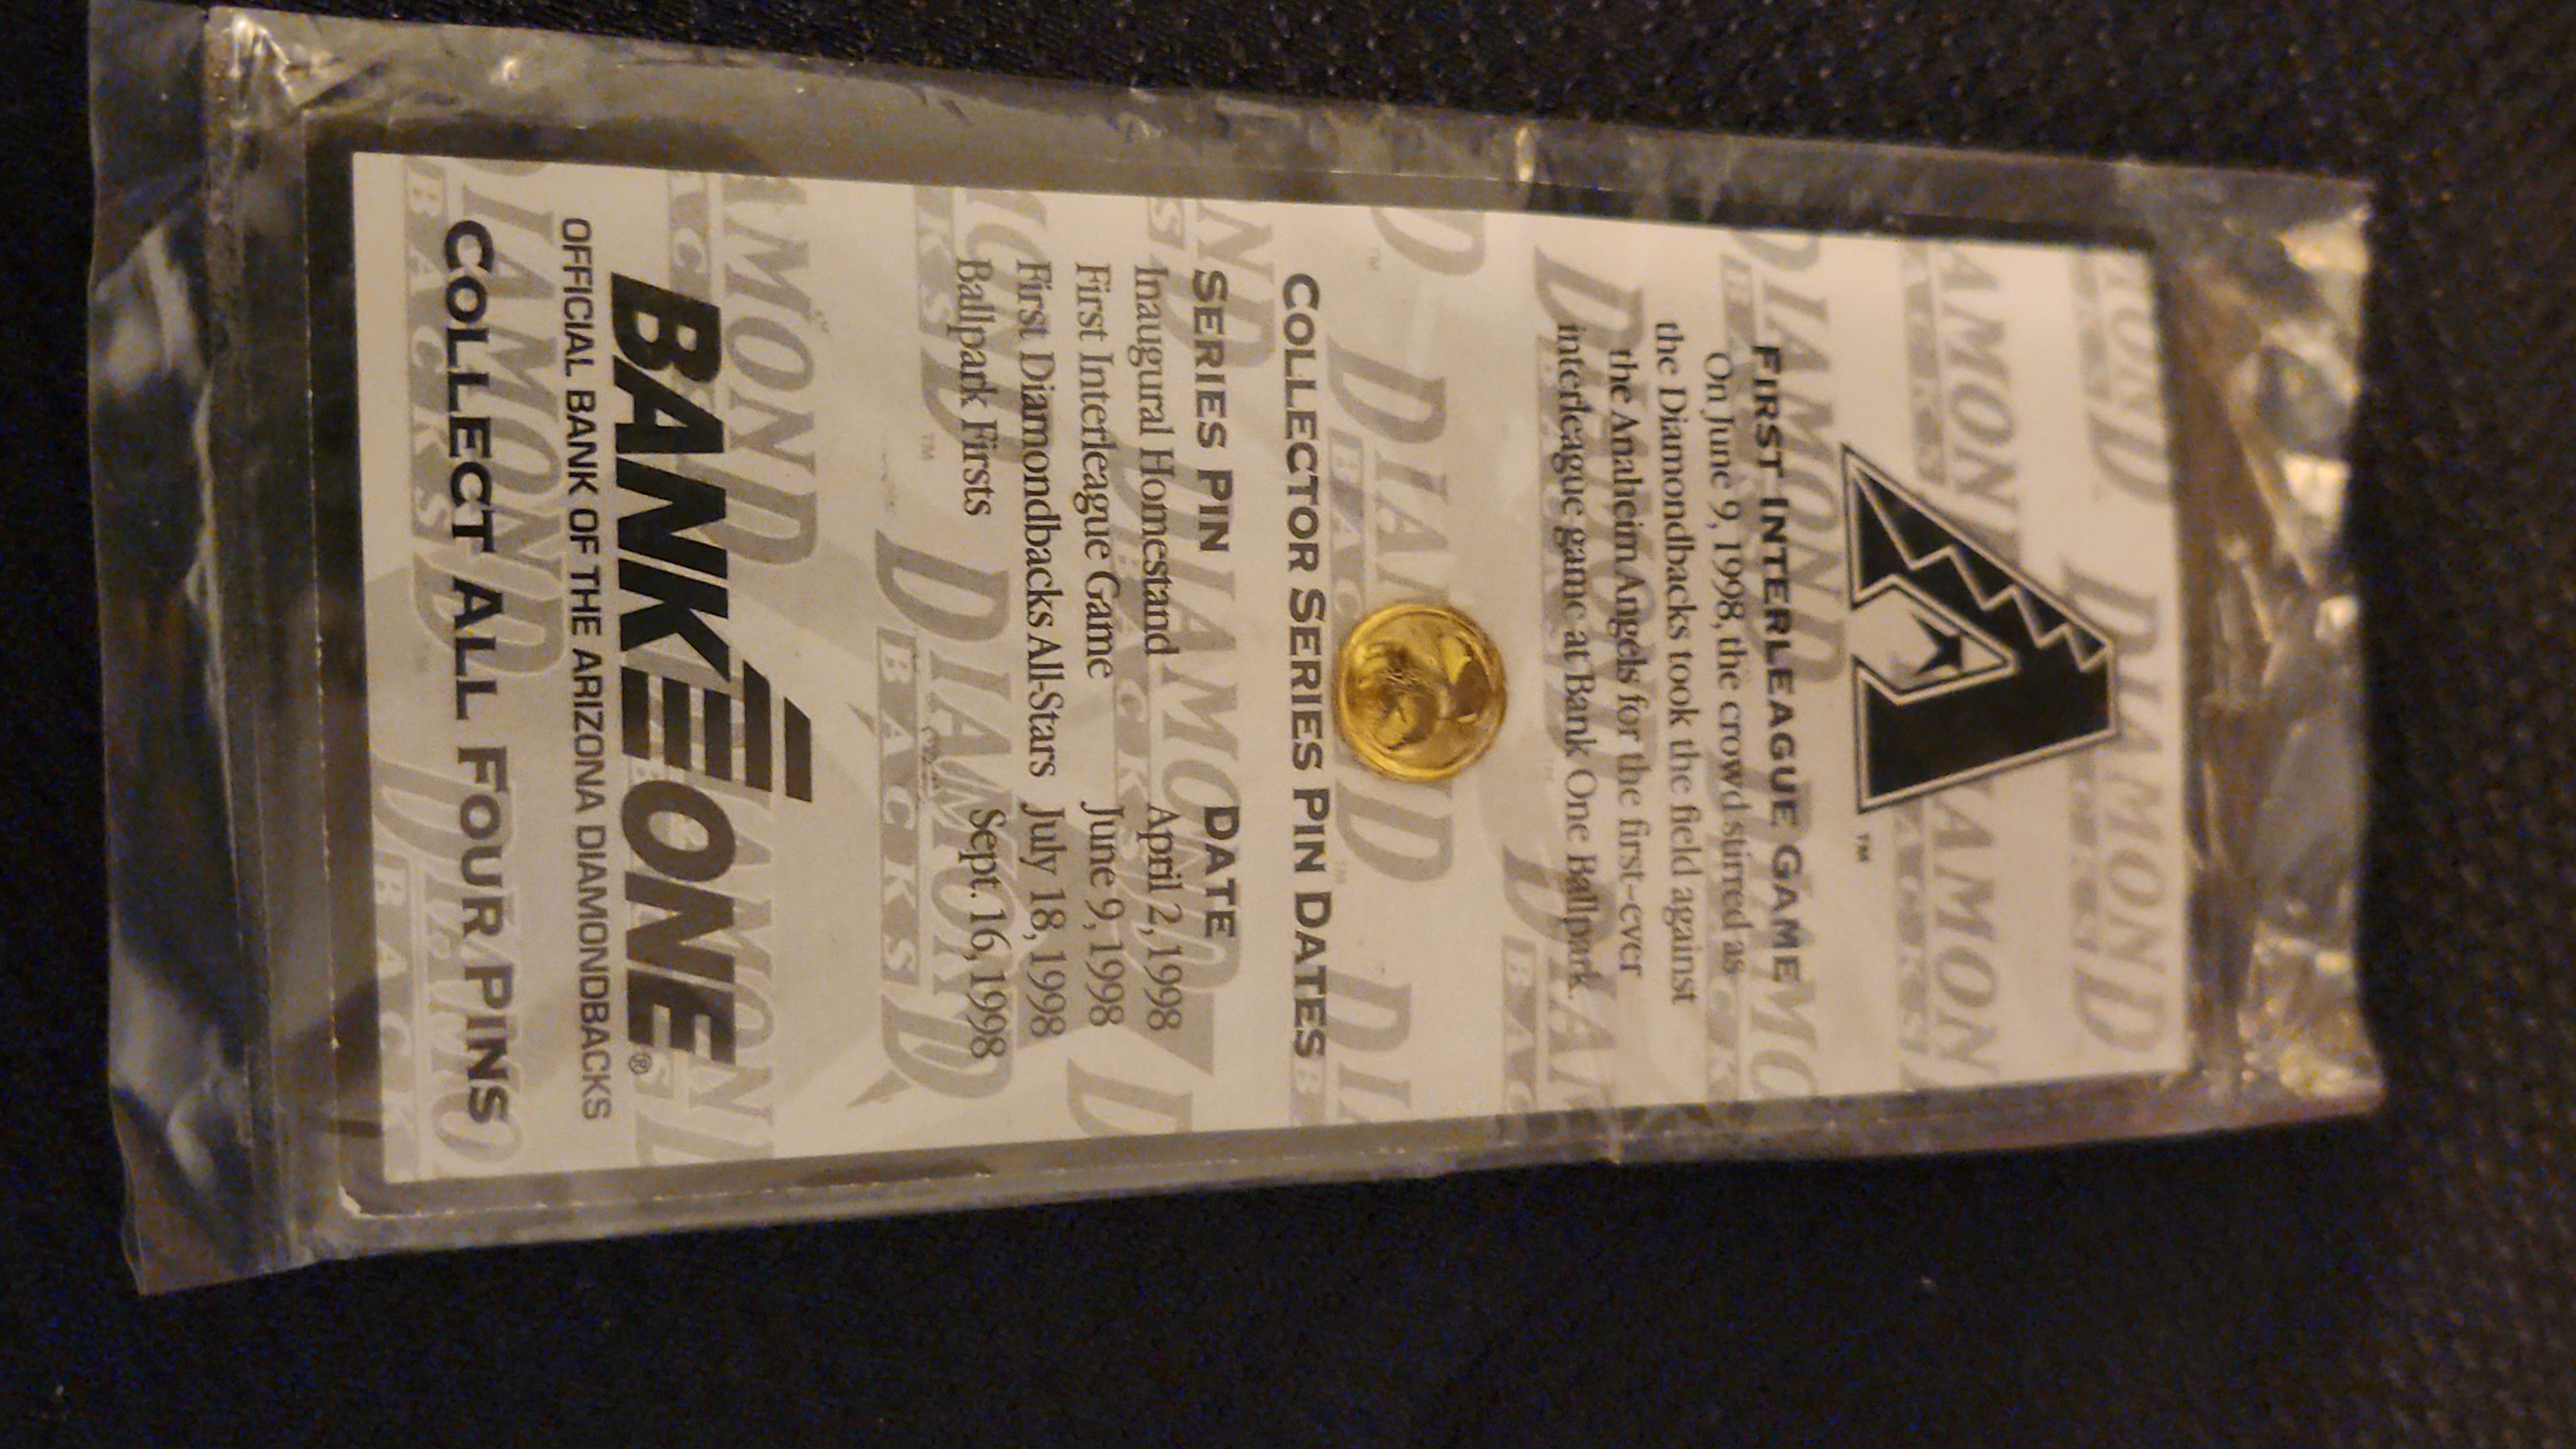 ™
FIRST INTERLEAGUE GAME
On June 9, 1998, the crowd stirred as
the Diamondbacks took the field against
the Anaheim Angels for the first-ever
interleague game at Bank One Ballpark.
COLLECTOR SERIES PIN DATES
SERIES PIN DATE
Inaugural Homestand April 2, 1998
First Interleague Game June 9, 1998
First Diamondbacks All-Stars July 18, 1998
Ballpark Firsts Sept. 16, 1998
BANK ONE®
OFFICIAL BANK OF THE ARIZONA DIAMONDBACKS
COLLECT ALL FOUR PINS